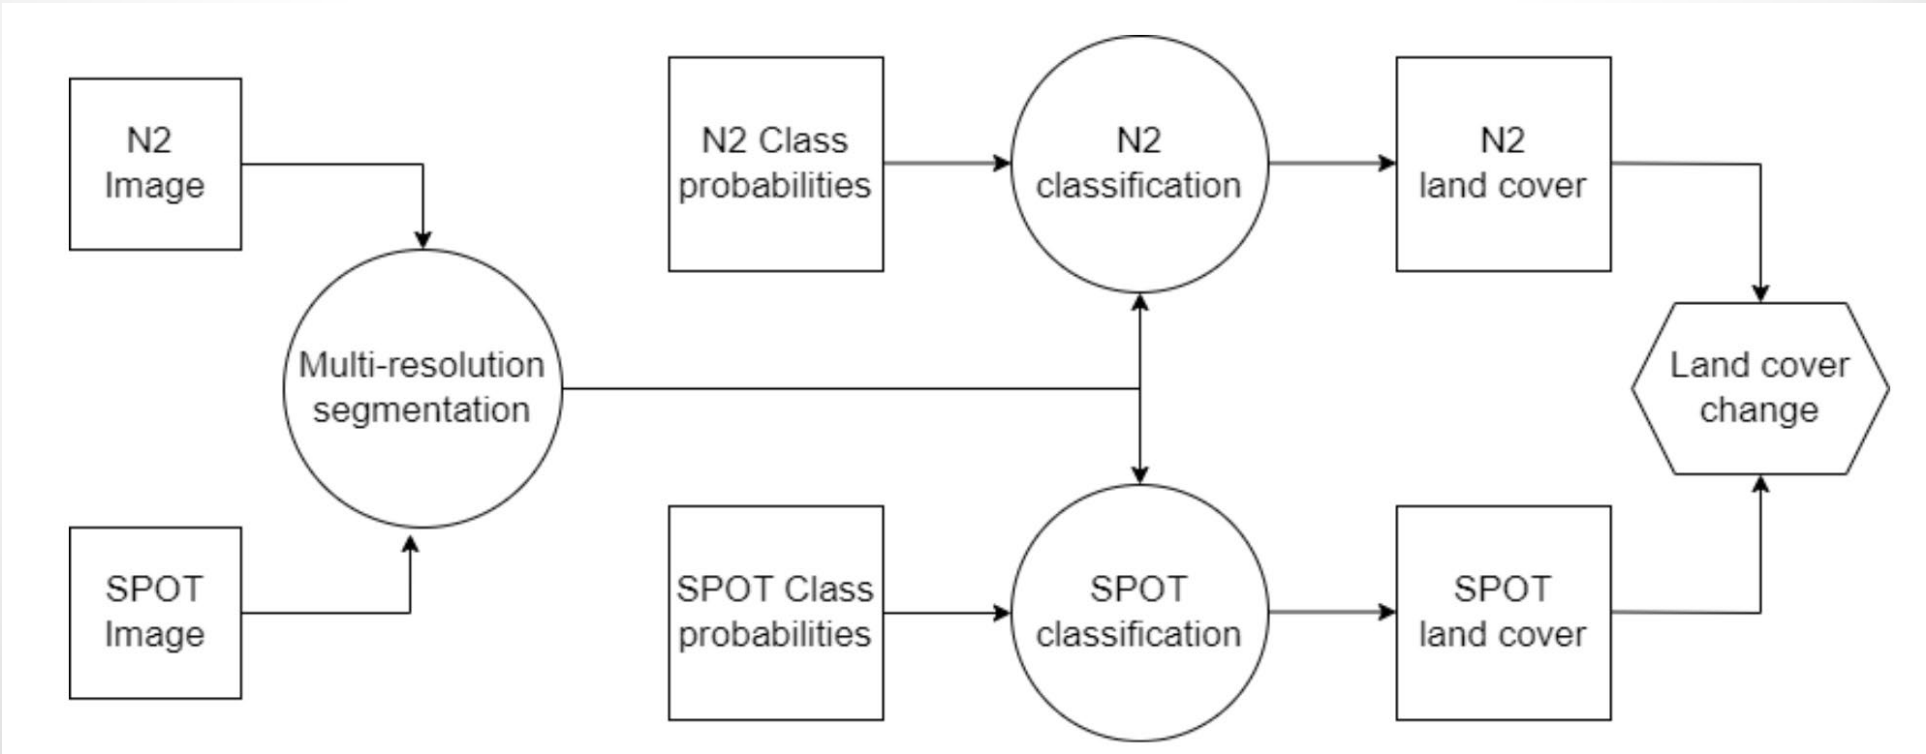 N2
Image
N2 Class
probabilities
N2
classification
N2
land cover
Multi-resolution
segmentation
Land cover
change
SPOT
Image
SPOT Class
probabilities
SPOT
classification
SPOT
land cover